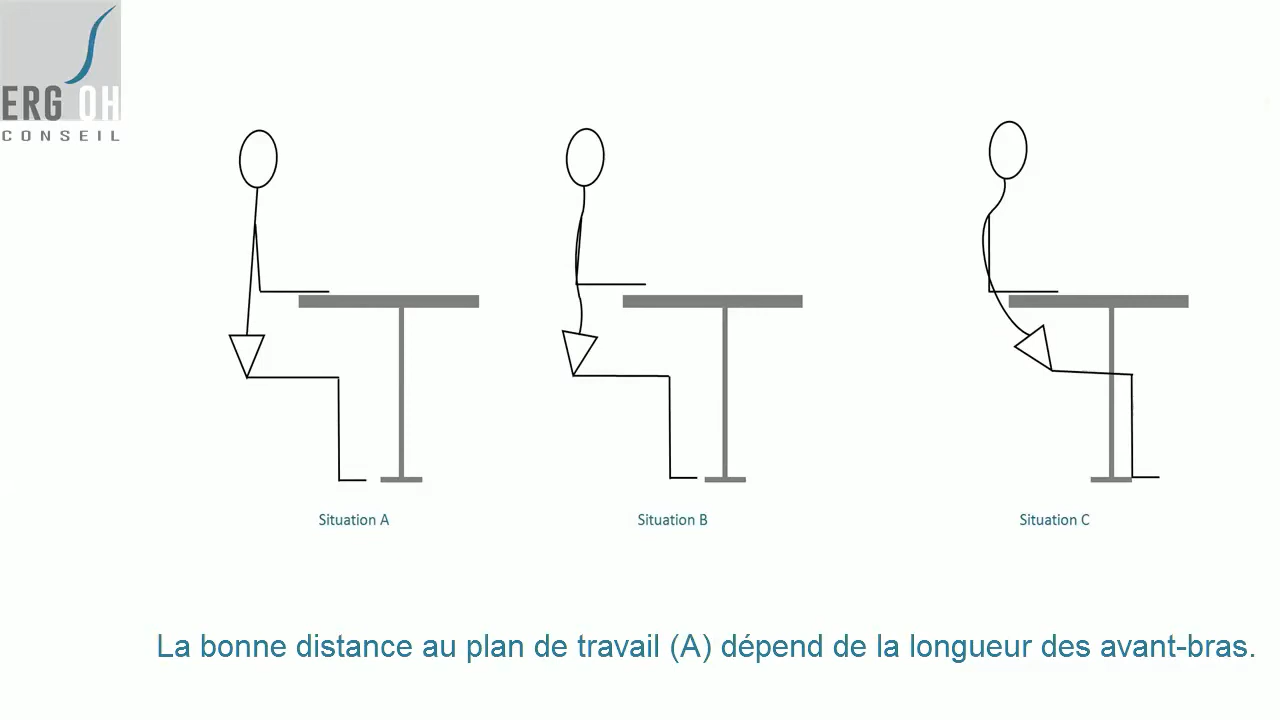 ERG OH
CONSEIL
Situation A
Situation B
Situation C
La bonne distance au plan de travail (A) dépend de la longueur des avant-bras.